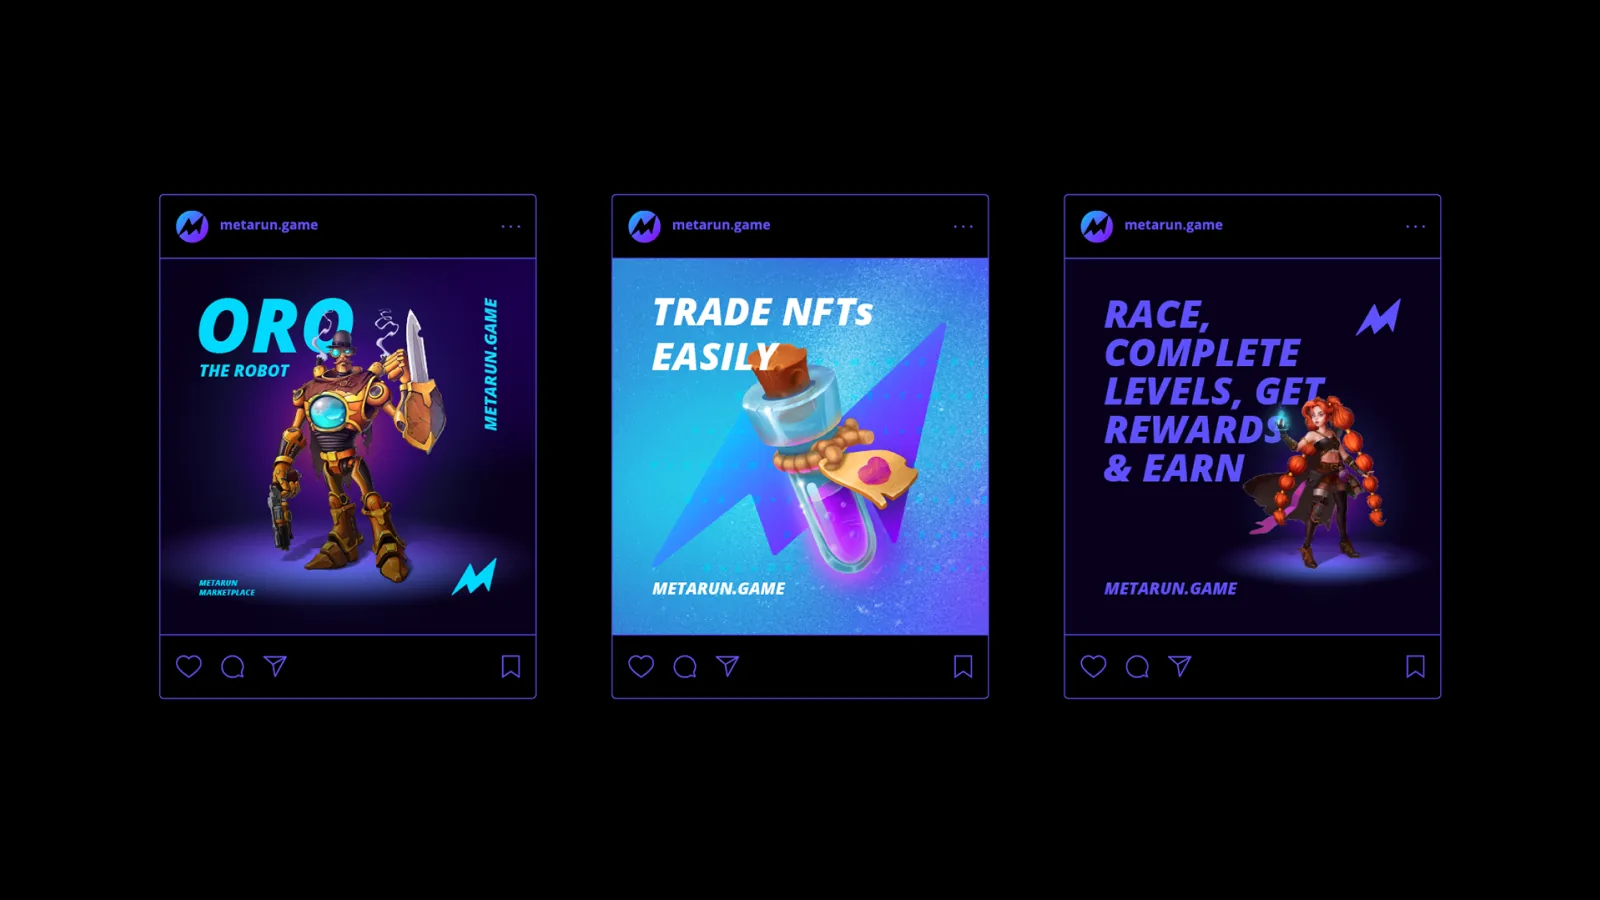 metarun.game
ORO
THE ROBOT
METARUN.GAME
METARUN
MARKETPLACE
metarun.game
TRADE NFTs
EASILY
METARUN.GAME
metarun.game
RACE,
COMPLETE
LEVELS, GET
REWARDS
& EARN
METARUN.GAME